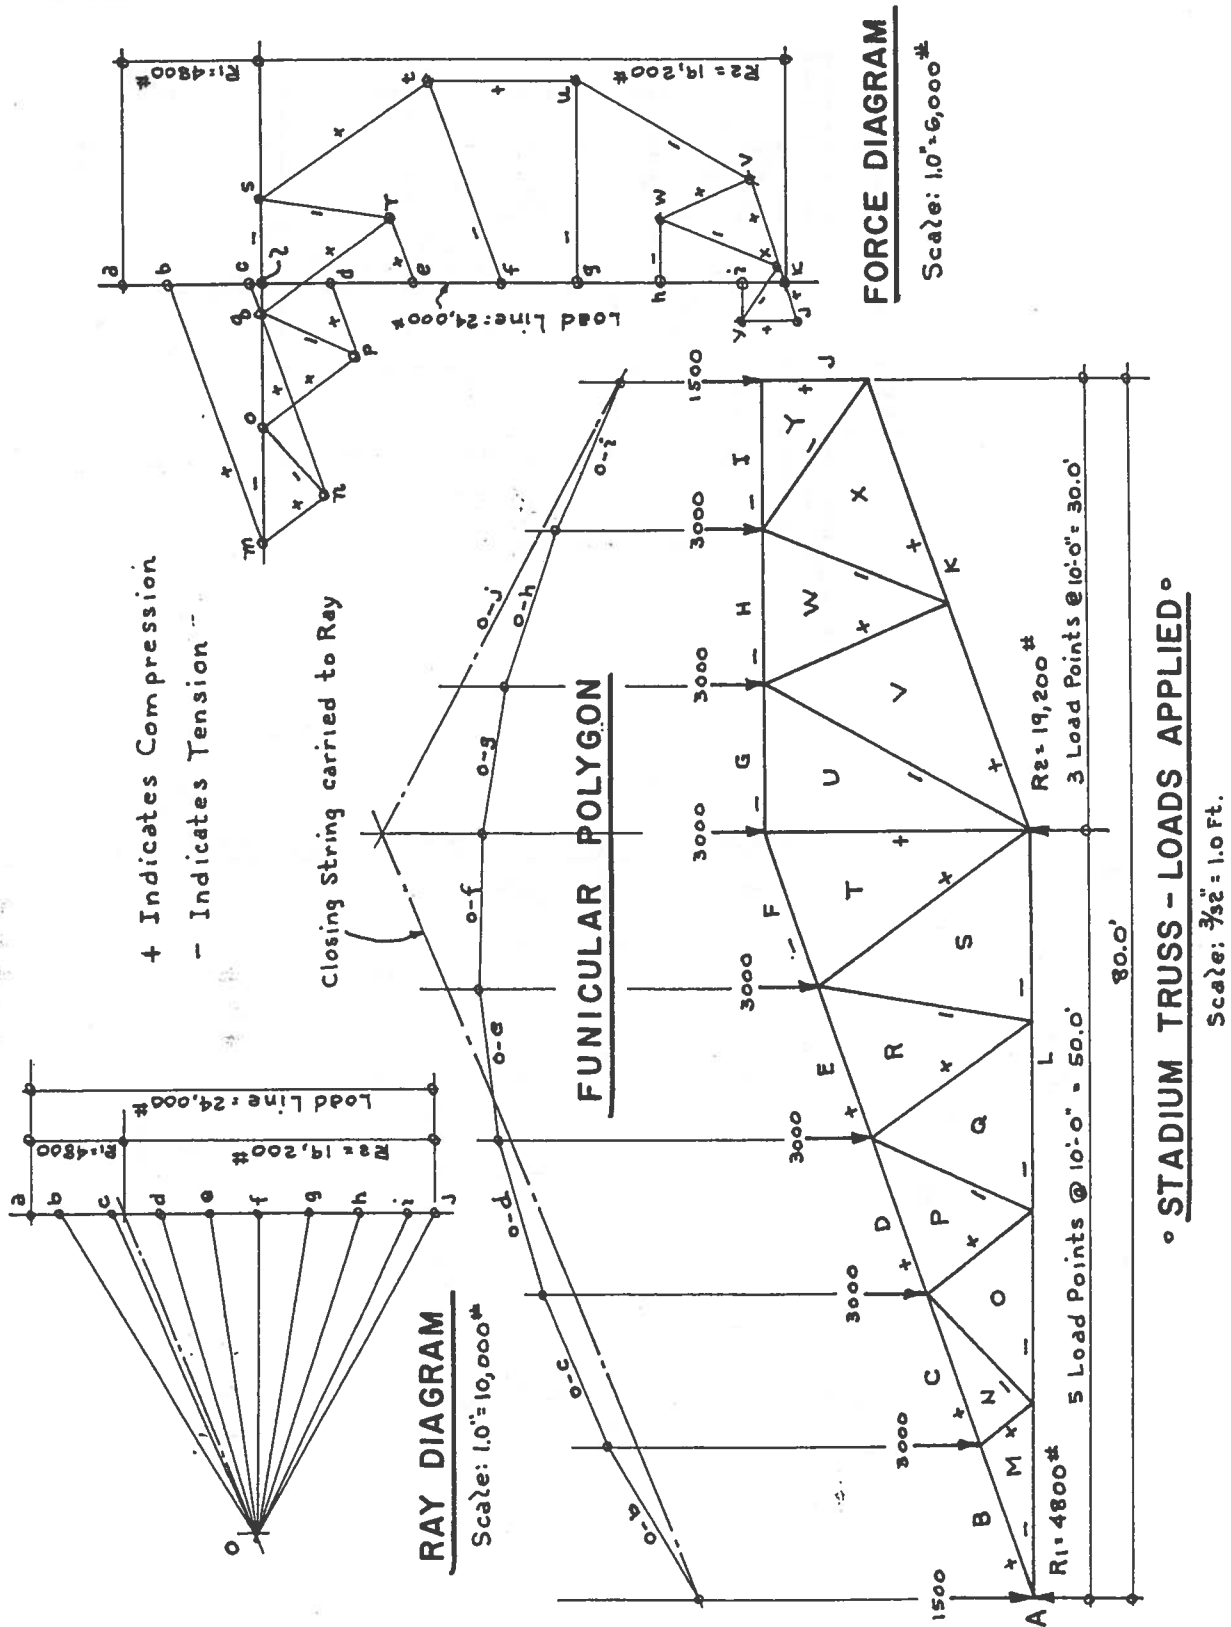 + Indicates Compression
- Indicates Tension
Closing String carried to Ray
RAY DIAGRAM
Scale: 1.0"=10,000#
O
a
b
c
d
e
f
g
h
i
J
R1=4800
R2=19,200#
Load Line=24,000#
FORCE DIAGRAM
Scale: 1.0"=6,000#
R1=4800#
R2=19,200#
Load Line=24,000#
a
b
c
l
d
e
f
g
h
i
K
J
m
n
o
p
q
r
s
t
u
v
w
x
y
FUNICULAR POLYGON
o-b
o-c
o-d
o-e
o-f
o-g
o-h
o-i
o-j
1500
3000
3000
3000
3000
3000
3000
3000
1500
A
B
C
D
E
F
G
H
I
J
K
L
M
N
O
P
Q
R
S
T
U
V
W
X
Y
R1=4800#
R2=19,200#
5 Load Points @ 10'-0" = 50.0'
3 Load Points @ 10'-0" = 30.0'
80.0'
° STADIUM TRUSS - LOADS APPLIED °
Scale: 3/32" = 1.0 Ft.